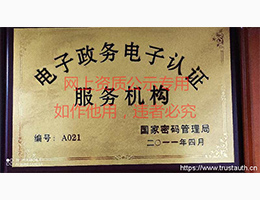 电子政务电子认证
网上资质公示专用
服务机构
如作他用，违者必究
编号：A021
国家密码管理局
二〇一一年四月
https://www.trustauth.cn